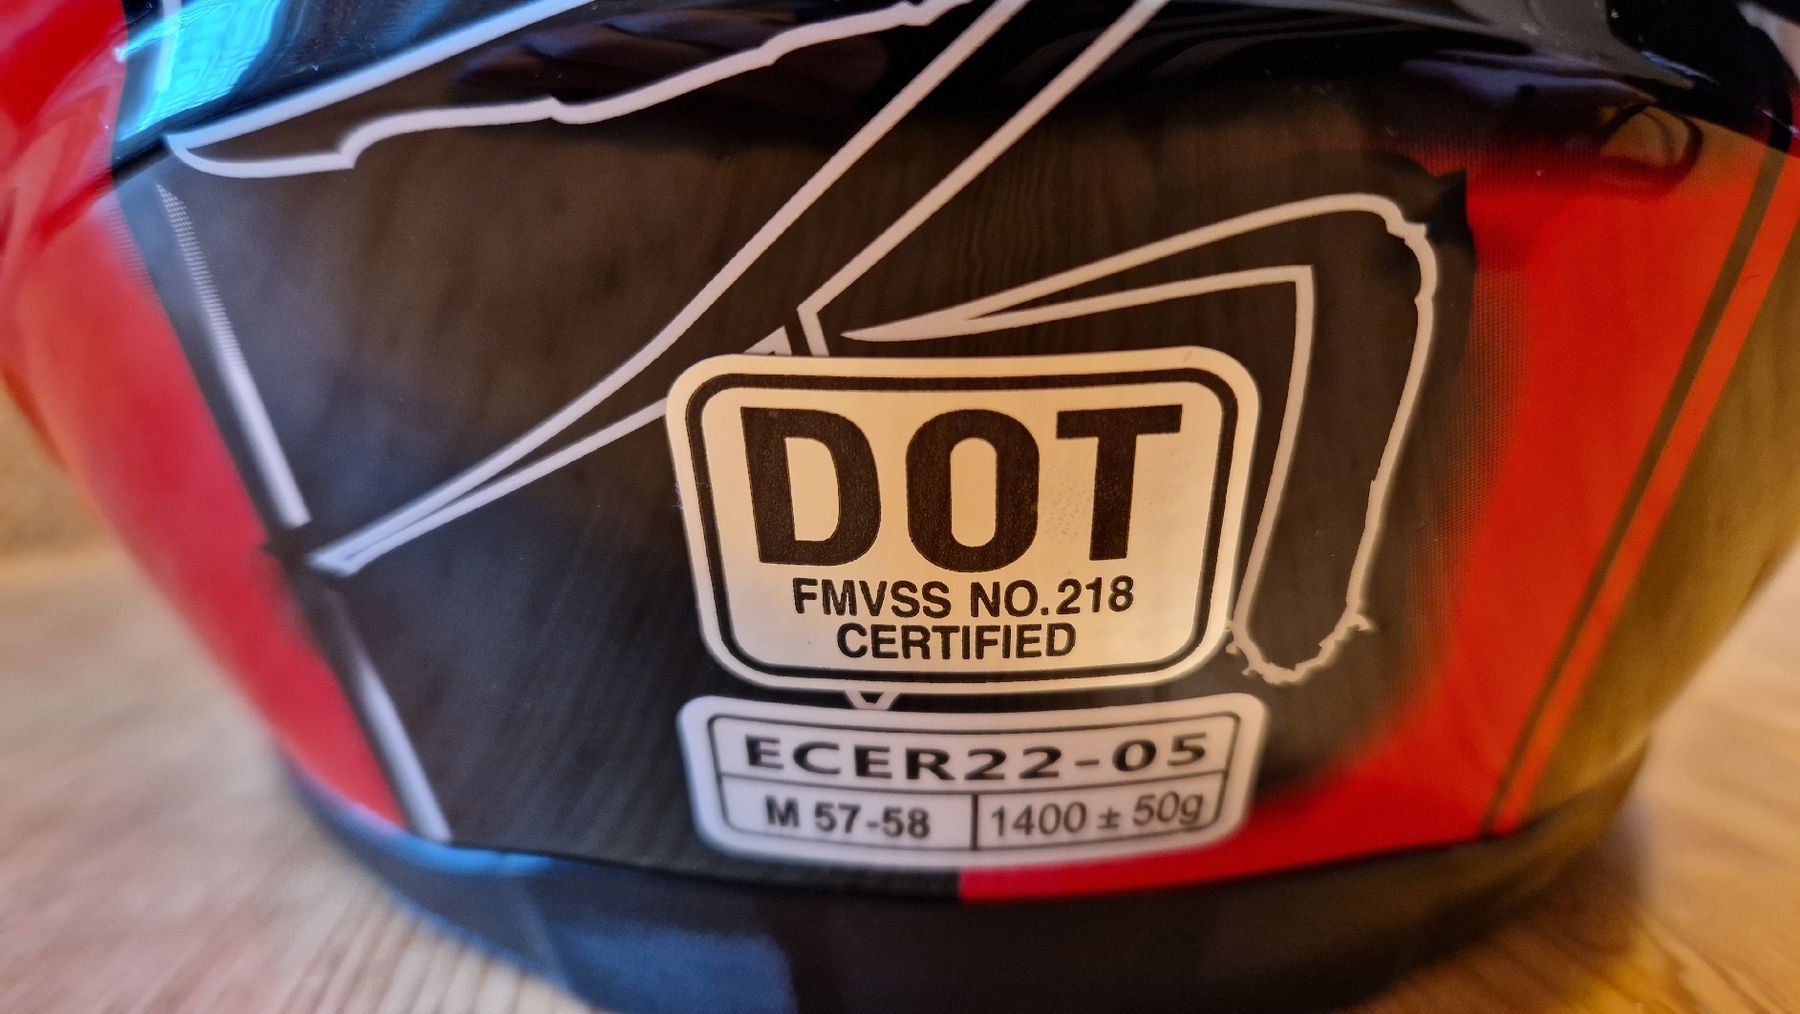 DOT
FMVSS NO.218
CERTIFIED
ECER22-05
M 57-58
1400 ± 50g